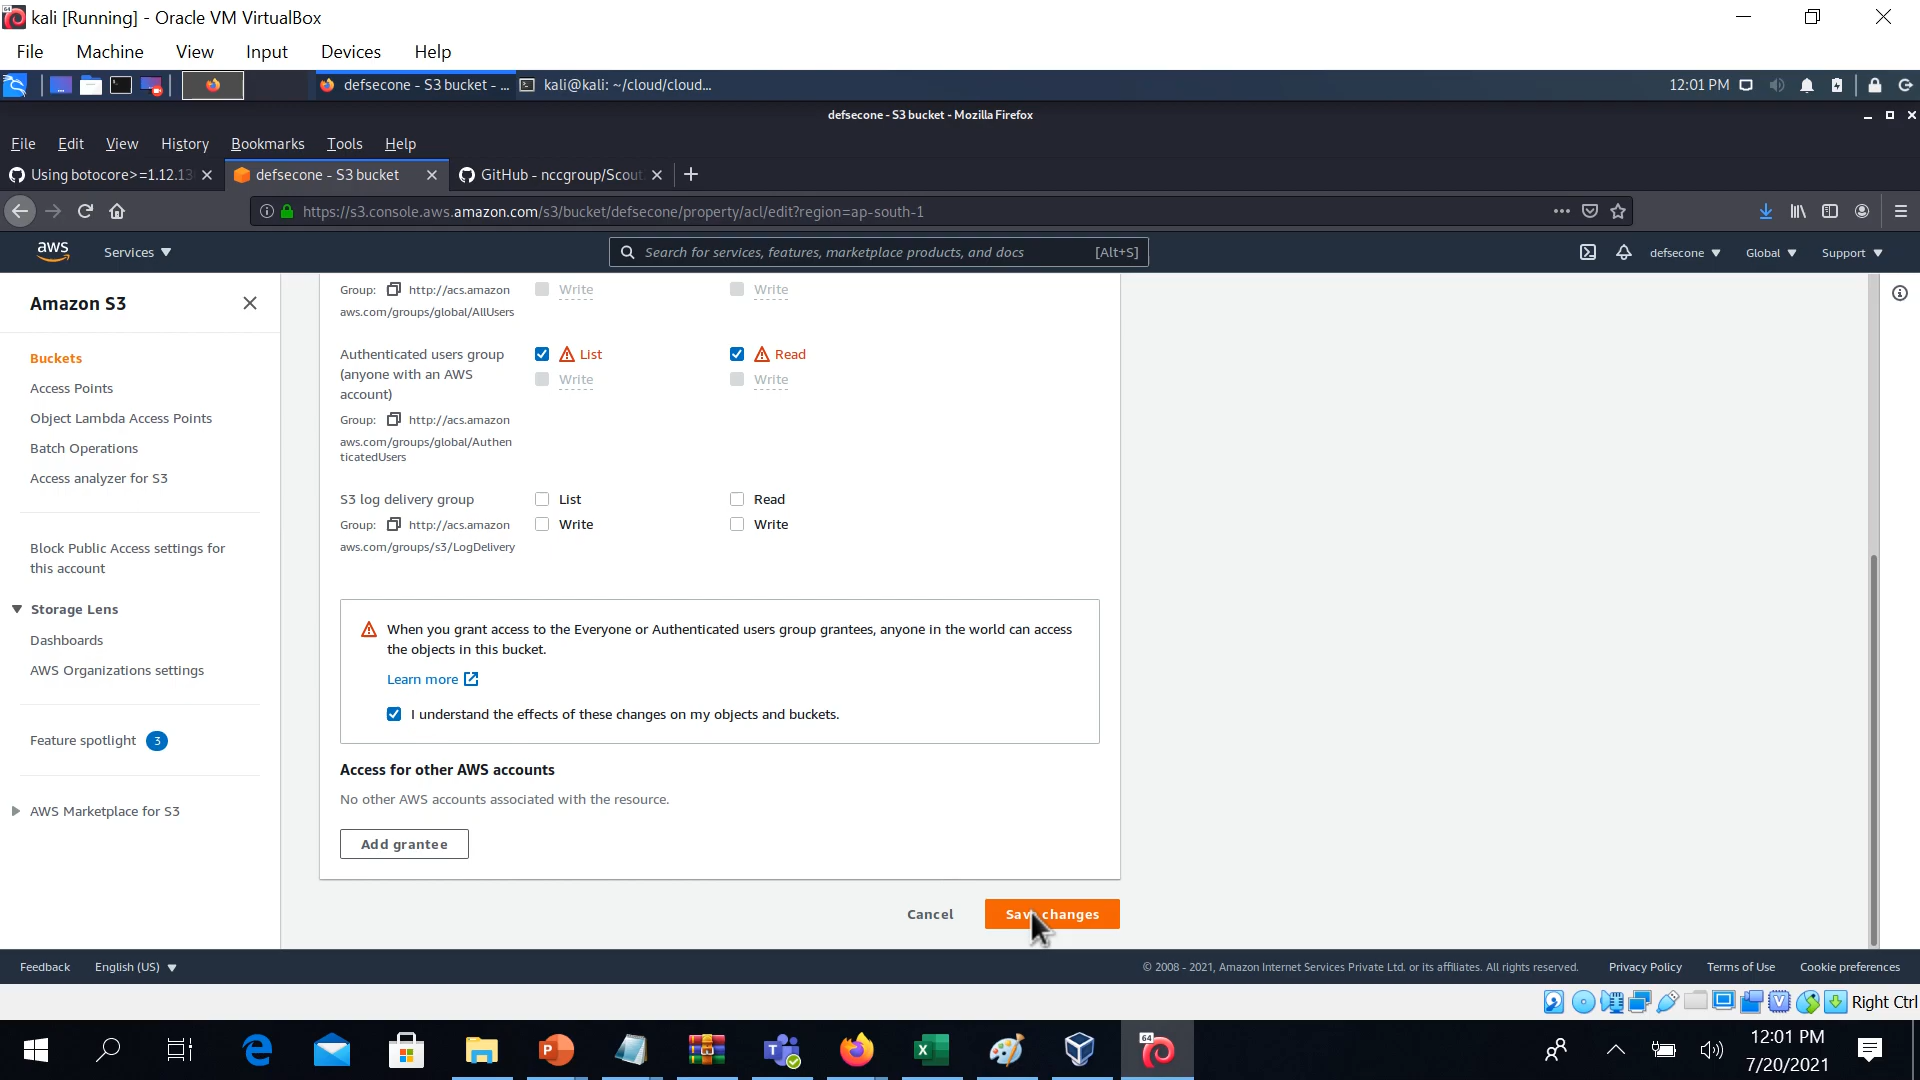 kali [Running] - Oracle VM VirtualBox
File Machine View Input Devices Help
defsecone - S3 bucket - ... kali@kali: ~/cloud/cloud... 12:01 PM
defsecone - S3 bucket - Mozilla Firefox
File Edit View History Bookmarks Tools Help
Using botocore>=1.12.13 defsecone - S3 bucket GitHub - nccgroup/Scout
https://s3.console.aws.amazon.com/s3/bucket/defsecone/property/acl/edit?region=ap-south-1
aws Services Search for services, features, marketplace products, and docs [Alt+S] defsecone Global Support
Amazon S3
Buckets
Access Points
Object Lambda Access Points
Batch Operations
Access analyzer for S3
Block Public Access settings for
this account
Storage Lens
Dashboards
AWS Organizations settings
Feature spotlight 3
AWS Marketplace for S3
Group: http://acs.amazon Write Write
aws.com/groups/global/AllUsers
Authenticated users group List Read
(anyone with an AWS Write Write
account)
Group: http://acs.amazon
aws.com/groups/global/Authen
ticatedUsers
S3 log delivery group List Read
Group: http://acs.amazon Write Write
aws.com/groups/s3/LogDelivery
When you grant access to the Everyone or Authenticated users group grantees, anyone in the world can access
the objects in this bucket.
Learn more
I understand the effects of these changes on my objects and buckets.
Access for other AWS accounts
No other AWS accounts associated with the resource.
Add grantee
Cancel Save changes
Feedback English (US) © 2008 - 2021, Amazon Internet Services Private Ltd. or its affiliates. All rights reserved. Privacy Policy Terms of Use Cookie preferences
Right Ctrl
12:01 PM
7/20/2021